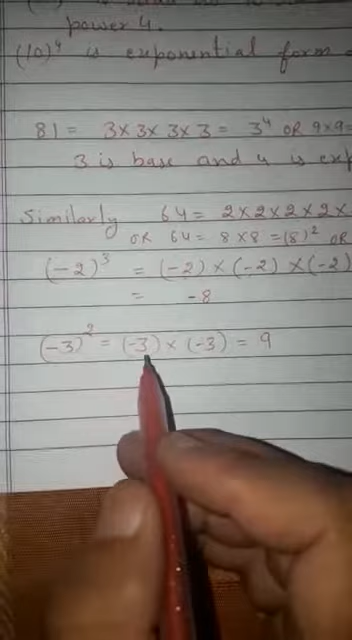 power 4.
(10)⁴ is exponential form
81 = 3×3×3×3 = 3⁴ OR 9×9=
3 is base and 4 is exp
Similarly 64 = 2×2×2×2×
OR 64 = 8×8 = (8)² OR
(-2)³ = (-2)×(-2)×(-2)
= -8
(-3)² = (-3)×(-3) = 9